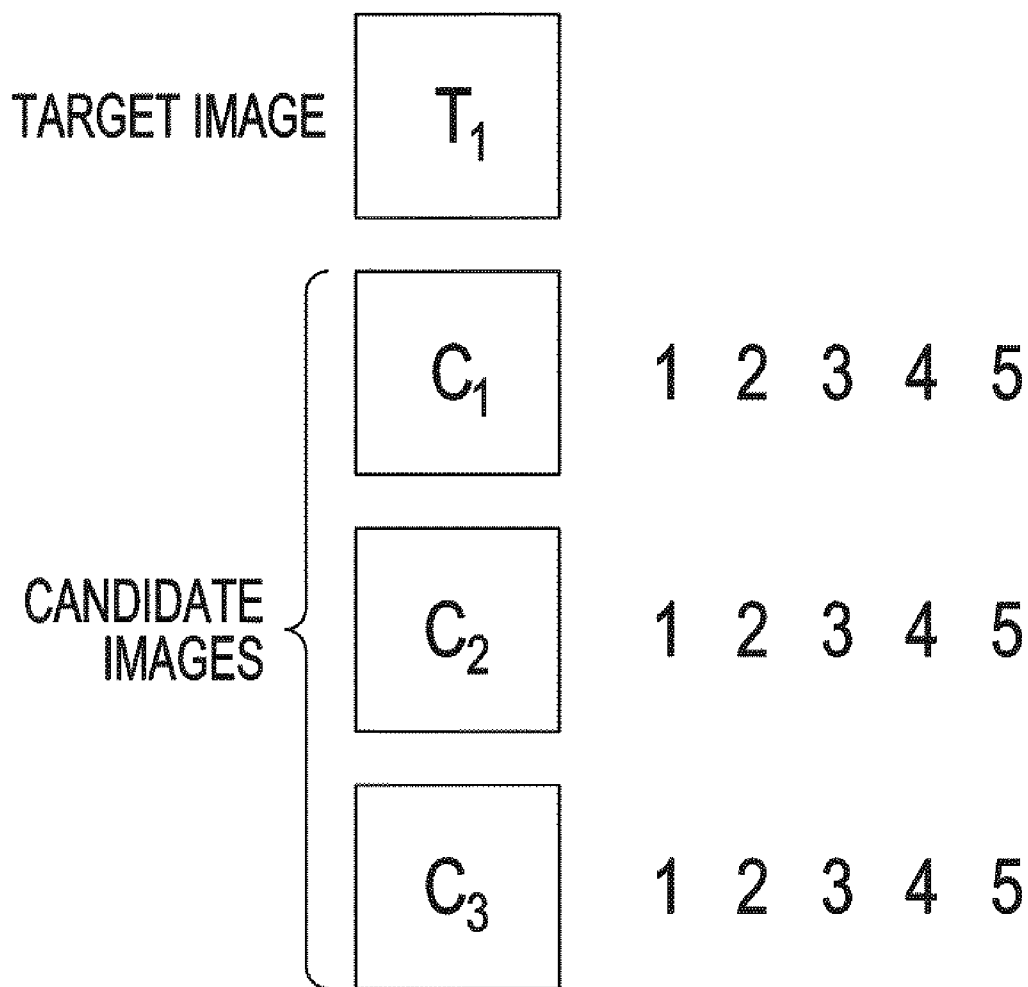 TARGET IMAGE T₁
C₁ 1 2 3 4 5
CANDIDATE
IMAGES
C₂ 1 2 3 4 5
C₃ 1 2 3 4 5